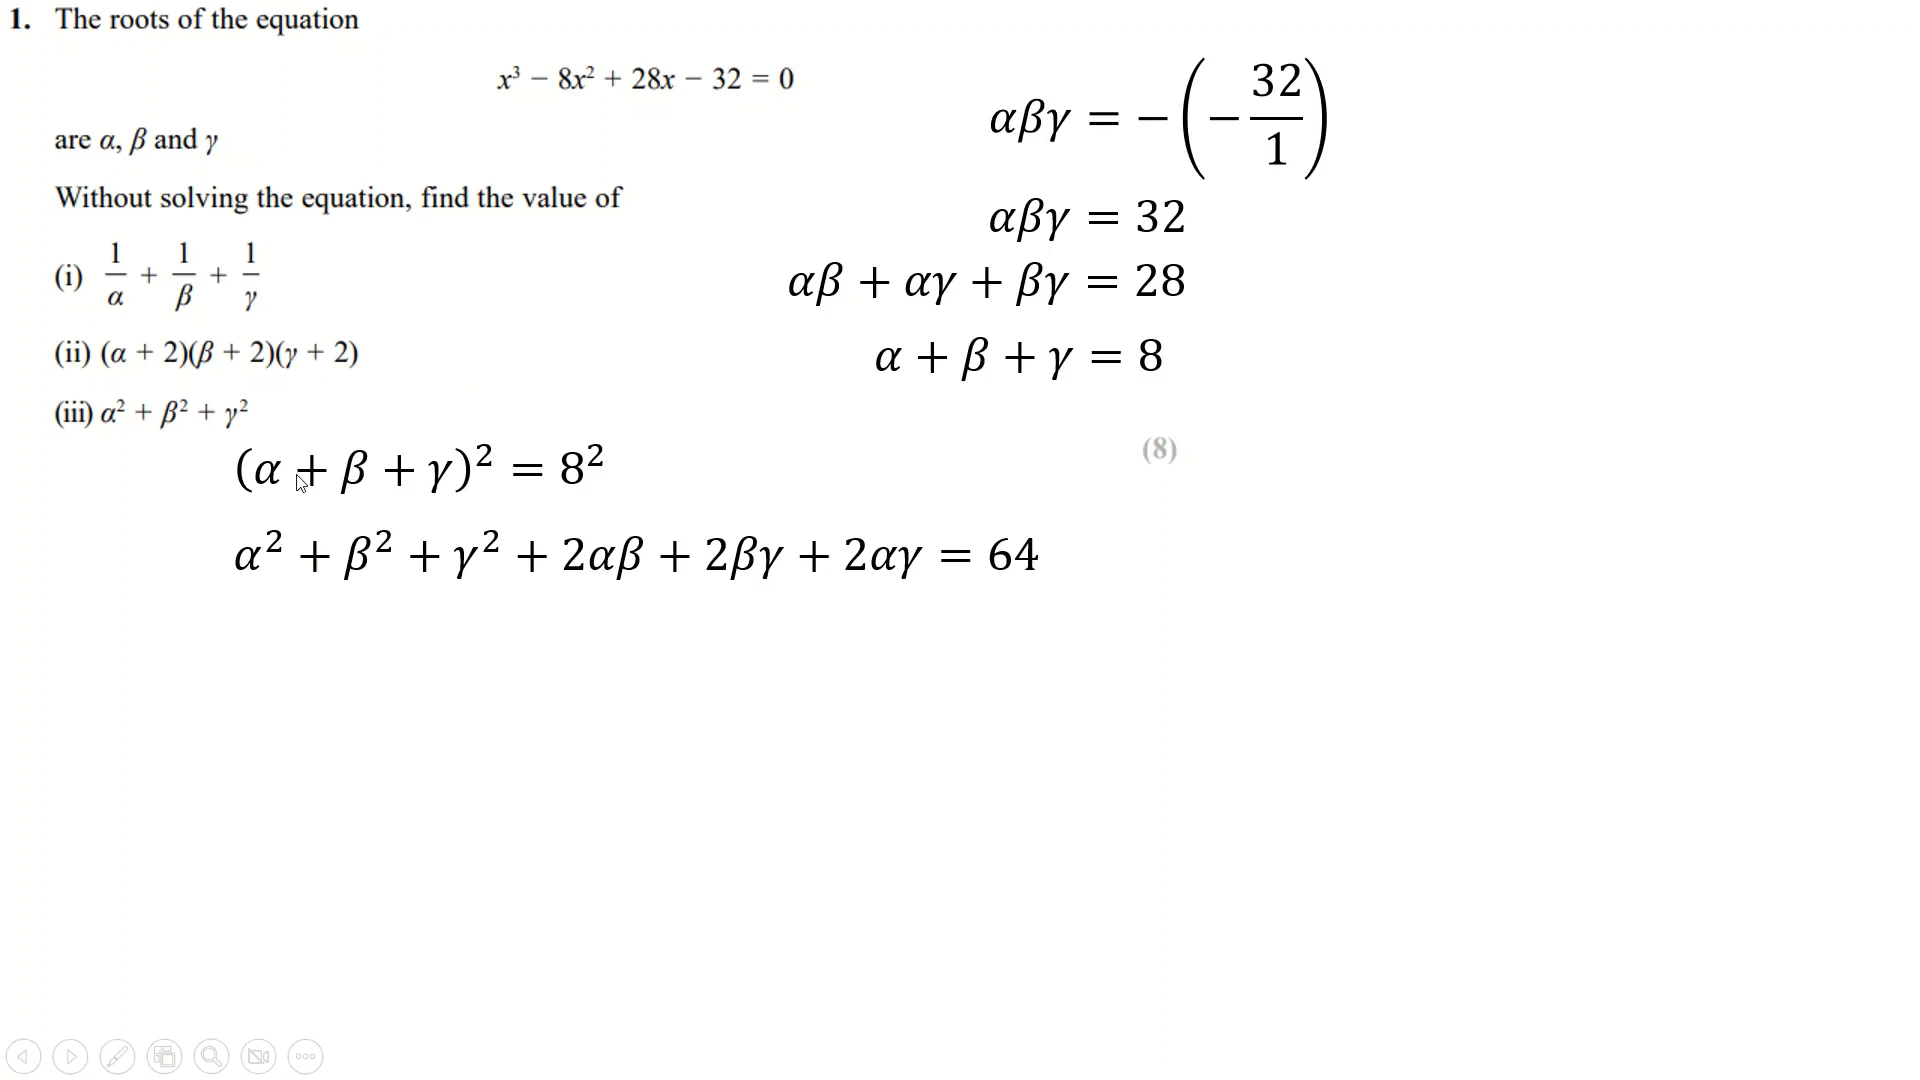 1. The roots of the equation
x³ − 8x² + 28x − 32 = 0
are α, β and γ
Without solving the equation, find the value of
(i) 1/α + 1/β + 1/γ
(ii) (α + 2)(β + 2)(γ + 2)
(iii) α² + β² + γ²
(8)
αβγ = −(−32/1)
αβγ = 32
αβ + αγ + βγ = 28
α + β + γ = 8
(α + β + γ)² = 8²
α² + β² + γ² + 2αβ + 2βγ + 2αγ = 64